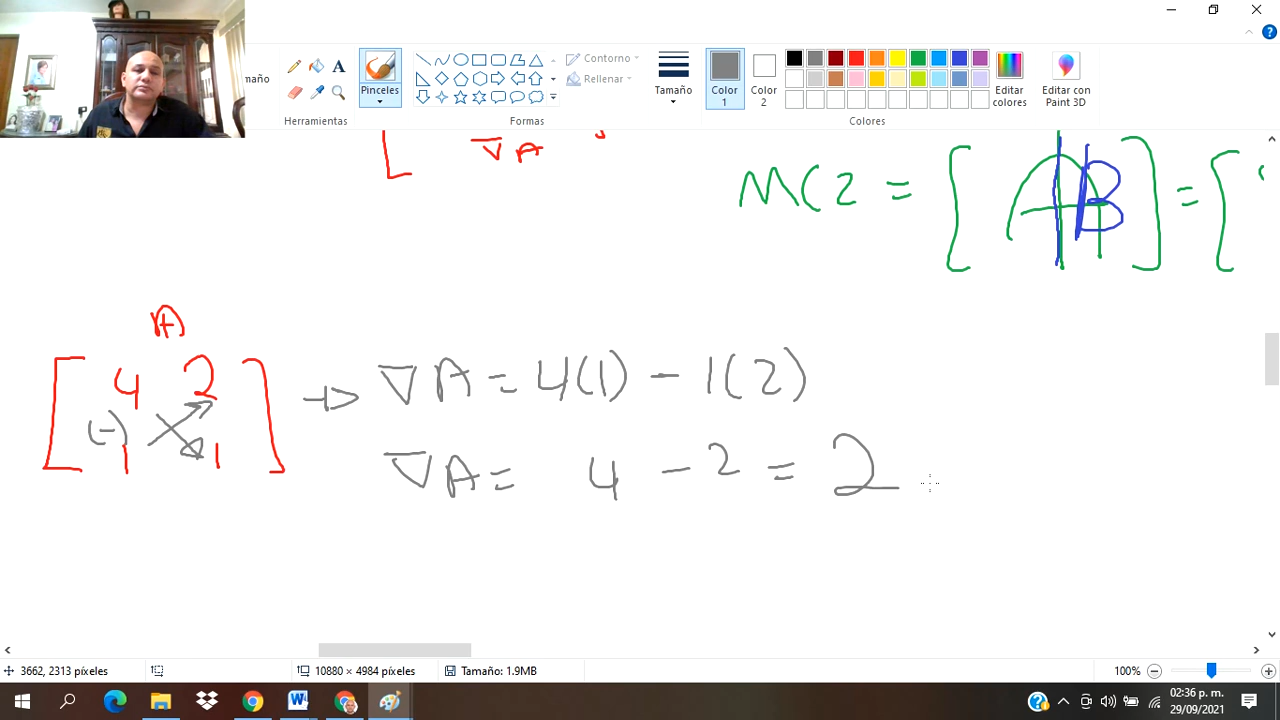 maño
Herramientas
Pinceles
Formas
Contorno
Rellenar
Tamaño
Color 1
Color 2
Colores
Editar colores
Editar con Paint 3D
∇ A
MC2 = [ A | B ] = [
A
[ 4 2
(-)
1 1 ] → ∇A = 4(1) - 1(2)
∇A = 4 - 2 = 2
3662, 2313 píxeles
10880 × 4984 píxeles
Tamaño: 1.9MB
100%
02:36 p. m.
29/09/2021